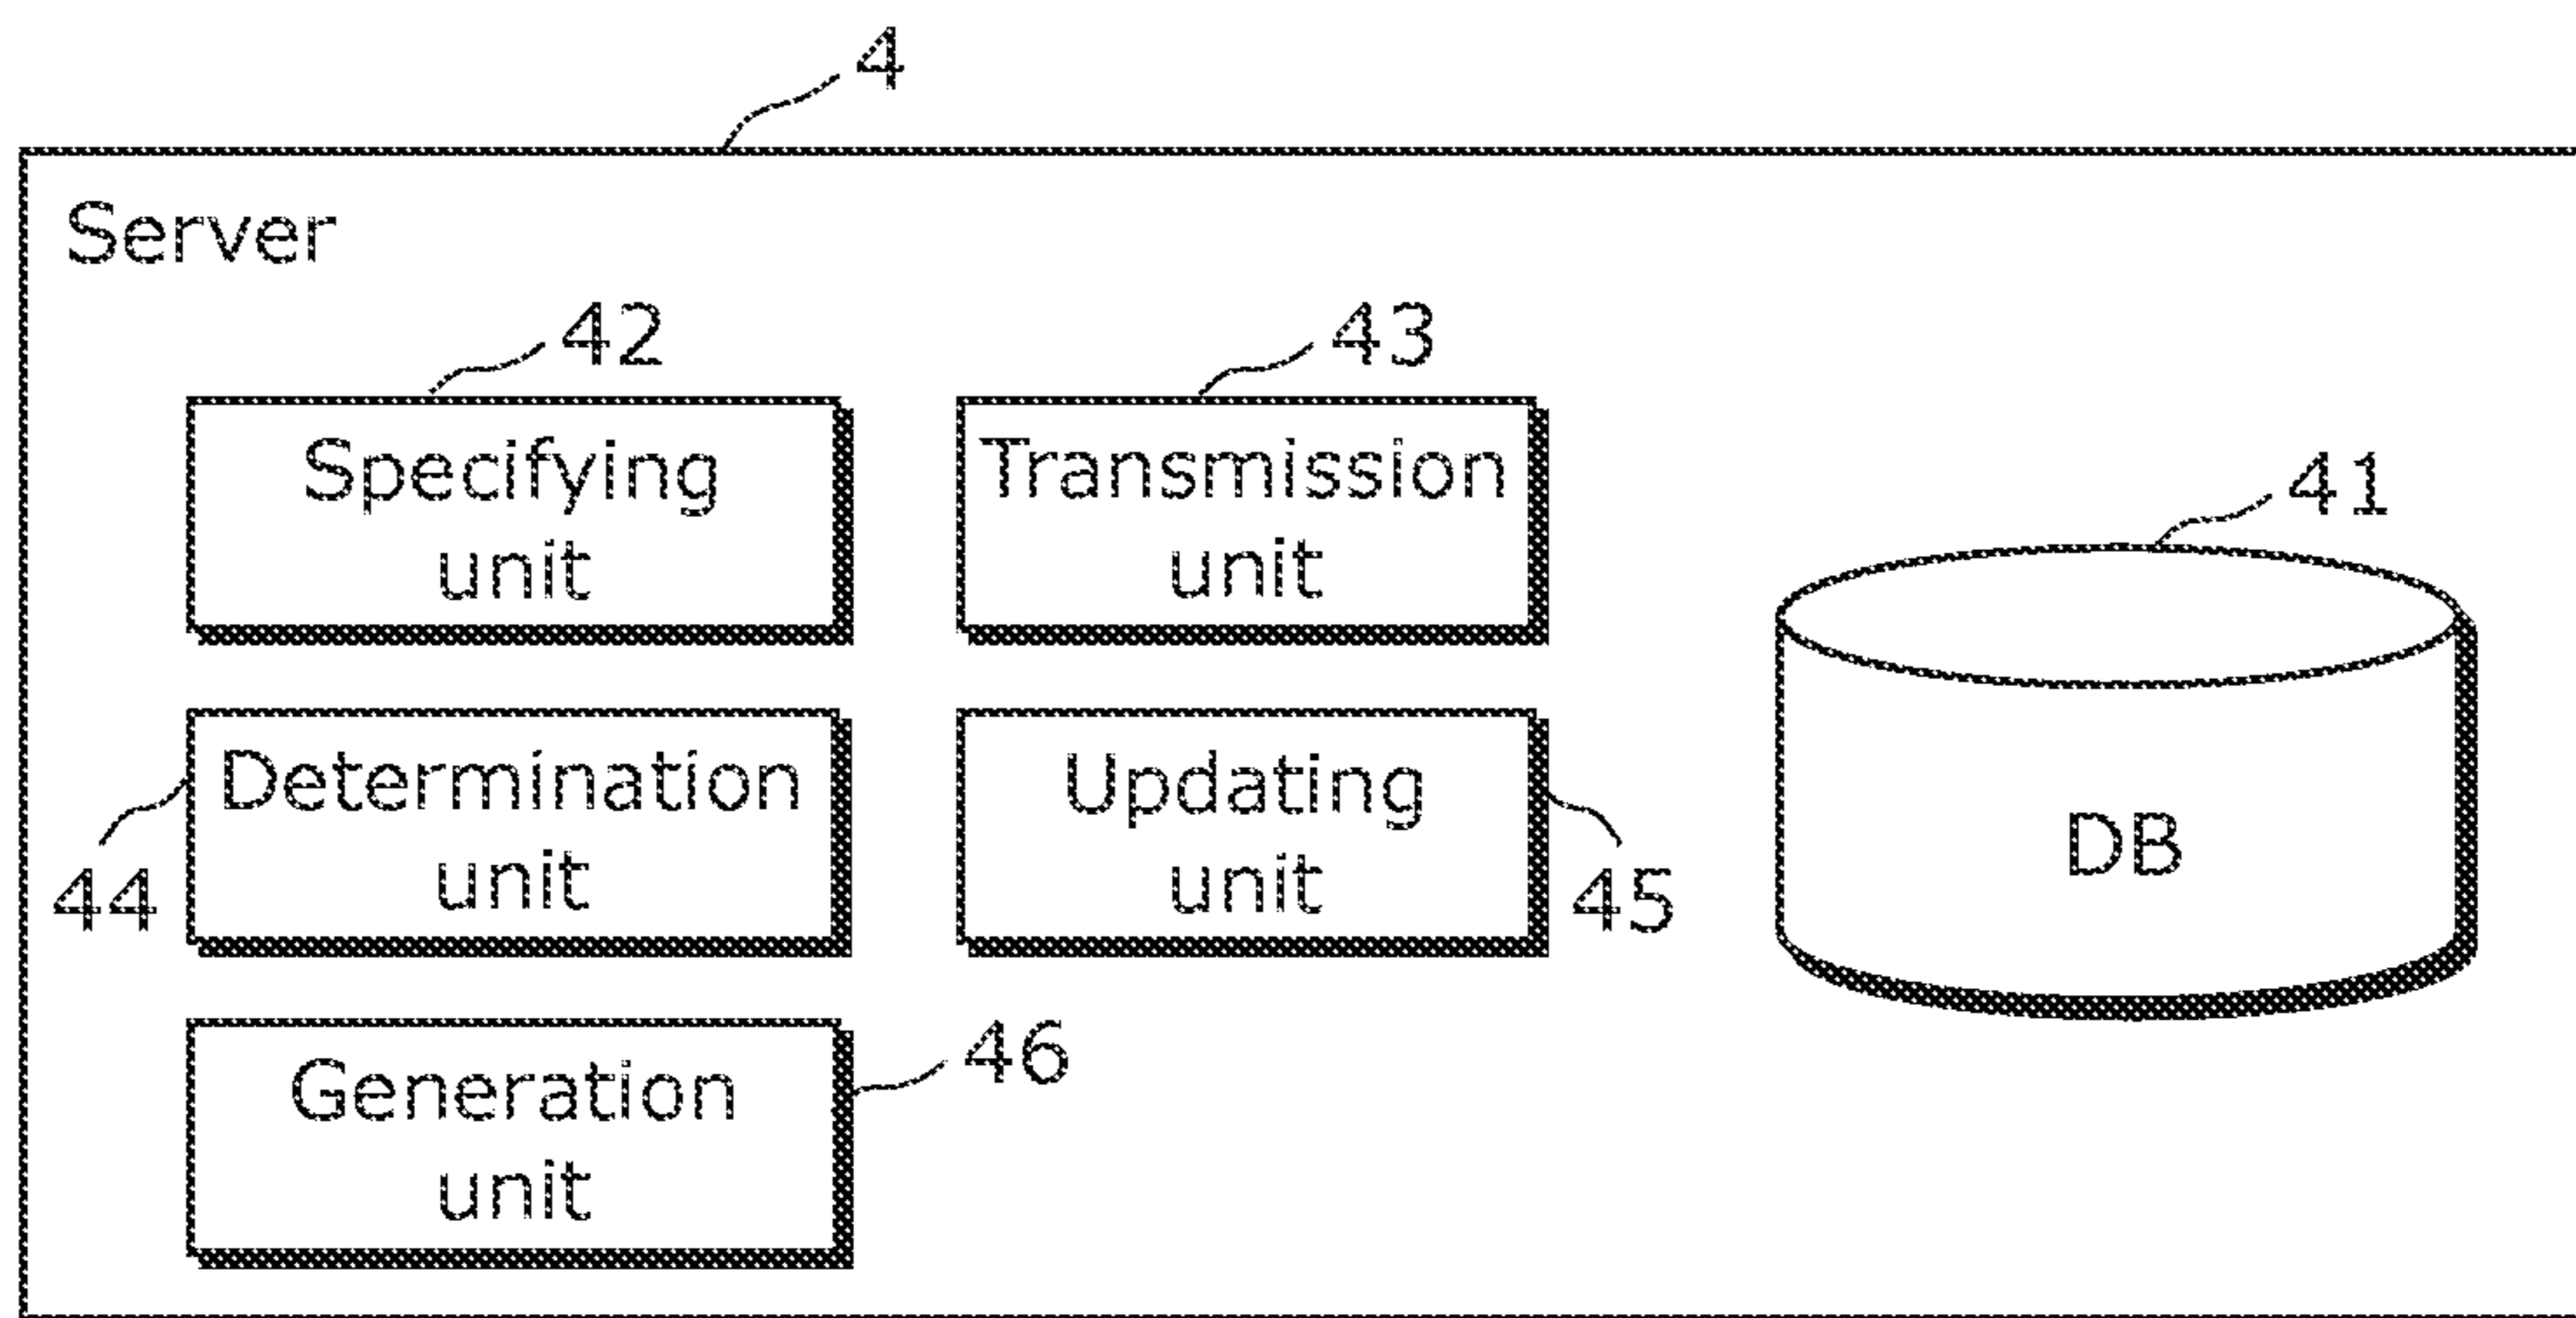 4
Server
42
43
Specifying
unit
Transmission
unit
41
Determination
unit
Updating
unit
DB
44
45
Generation
unit
46